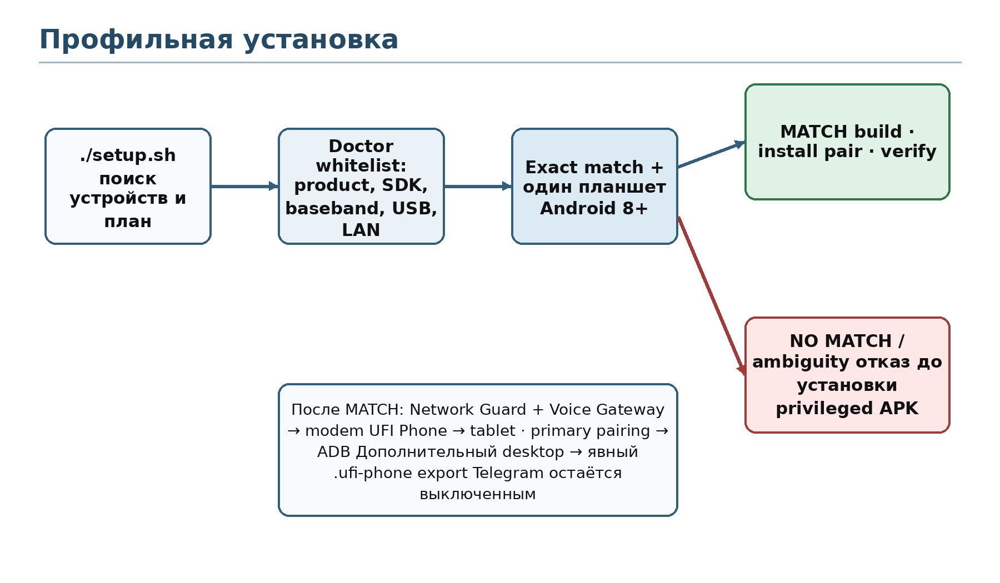 Профильная установка
./setup.sh
поиск
устройств и
план
Doctor
whitelist:
product, SDK,
baseband, USB,
LAN
Exact match +
один планшет
Android 8+
MATCH build ·
install pair · verify
NO MATCH /
ambiguity отказ до
установки
privileged APK
После MATCH: Network Guard + Voice Gateway
→ modem UFI Phone → tablet · primary pairing →
ADB Дополнительный desktop → явный
.ufi-phone export Telegram остаётся
выключенным